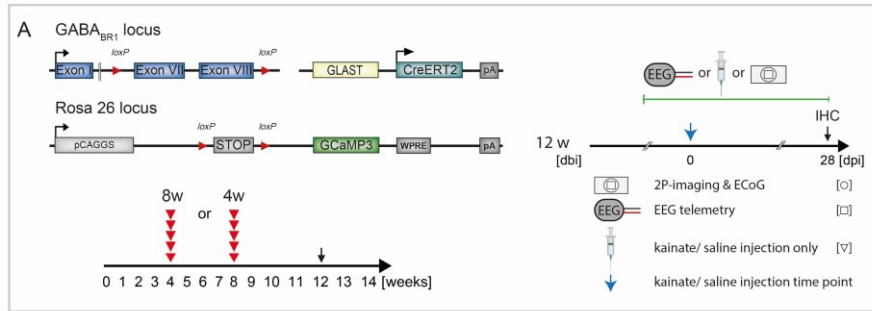 A
GABA_BR1 locus
loxP loxP
Exon I Exon VII Exon VIII GLAST CreERT2 pA
Rosa 26 locus
loxP loxP
pCAGGS STOP GCaMP3 WPRE pA
8w or 4w
0 1 2 3 4 5 6 7 8 9 10 11 12 13 14 [weeks]
EEG or or
IHC
12 w
[dbi] 0 28 [dpi]
2P-imaging & ECoG [○]
EEG EEG telemetry [□]
kainate/ saline injection only [▽]
kainate/ saline injection time point